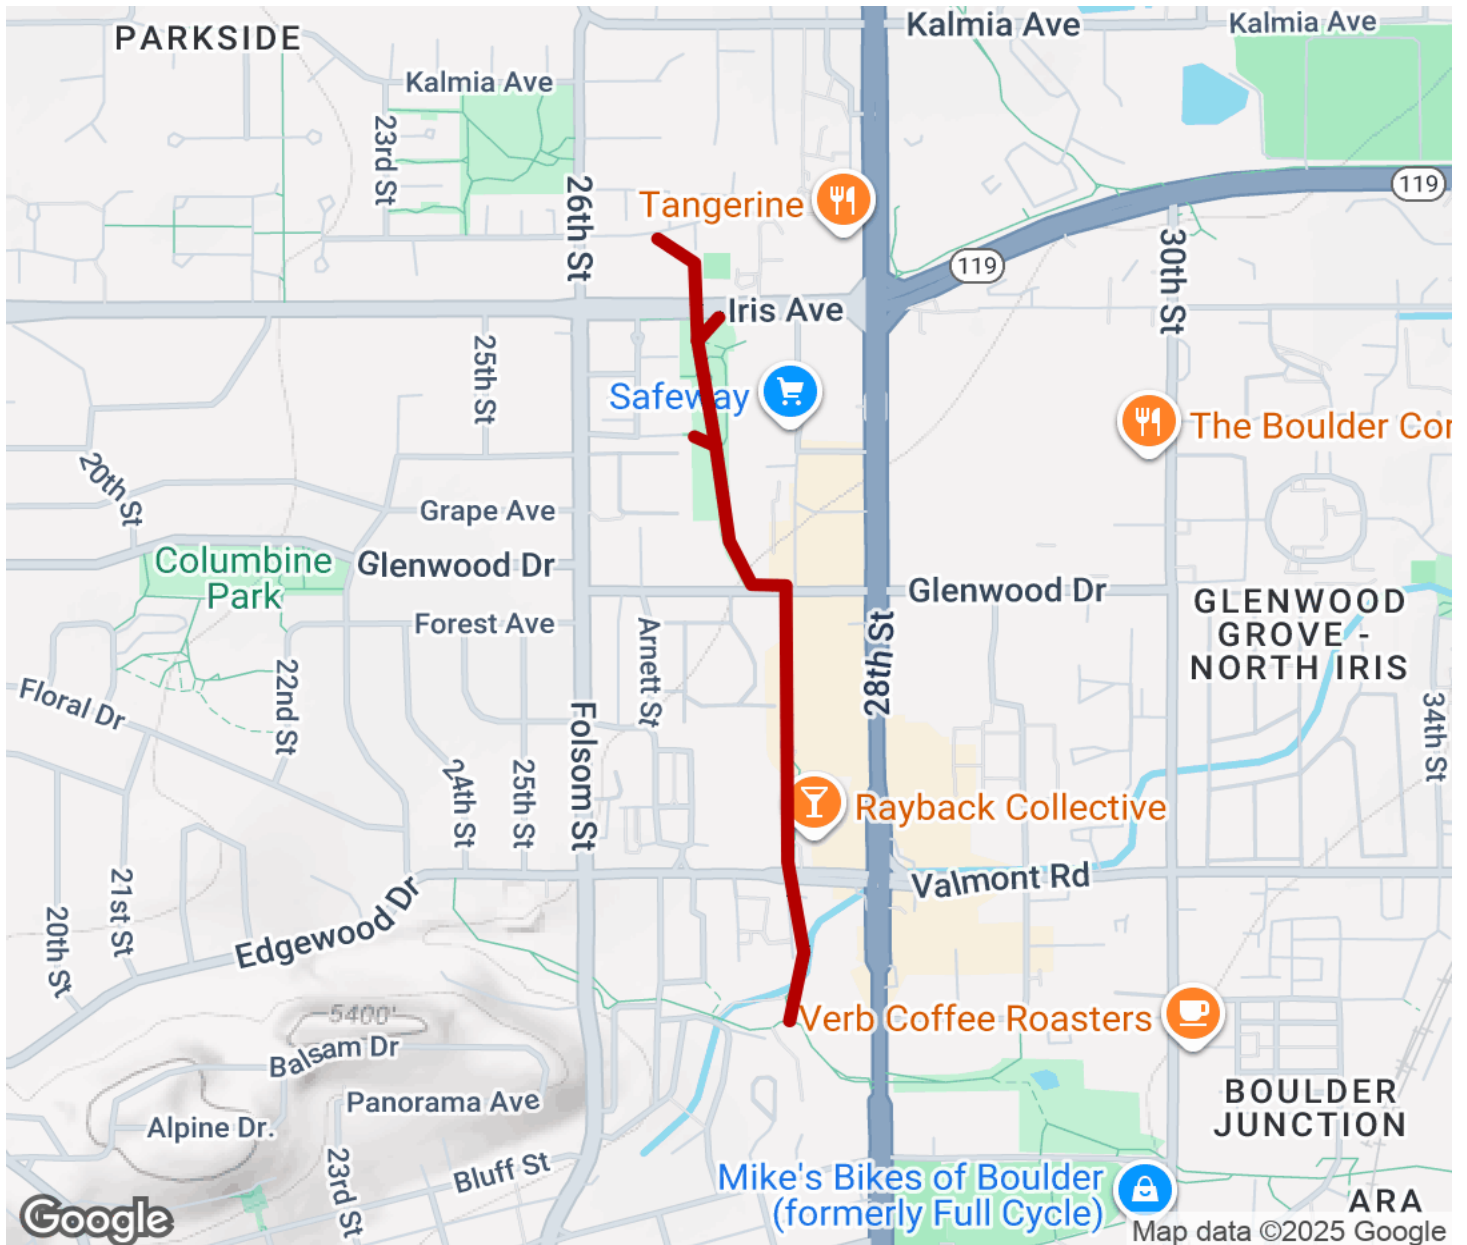 PARKSIDE
Kalmia Ave
Kalmia Ave
Kalmia Ave
23rd St
26th St
Tangerine
119
119
30th St
Iris Ave
25th St
Safeway
The Boulder Cor
20th St
Grape Ave
Columbine
Park
Glenwood Dr
Glenwood Dr
GLENWOOD
GROVE -
NORTH IRIS
Forest Ave
Arnett St
28th St
22nd St
Floral Dr
34th St
Folsom St
24th St
25th St
Rayback Collective
Valmont Rd
21st St
20th St
Edgewood Dr
5400'
Verb Coffee Roasters
Balsam Dr
Panorama Ave
Alpine Dr.
BOULDER
JUNCTION
23rd St
Bluff St
Mike's Bikes of Boulder
(formerly Full Cycle)
ARA
Google
Map data ©2025 Google